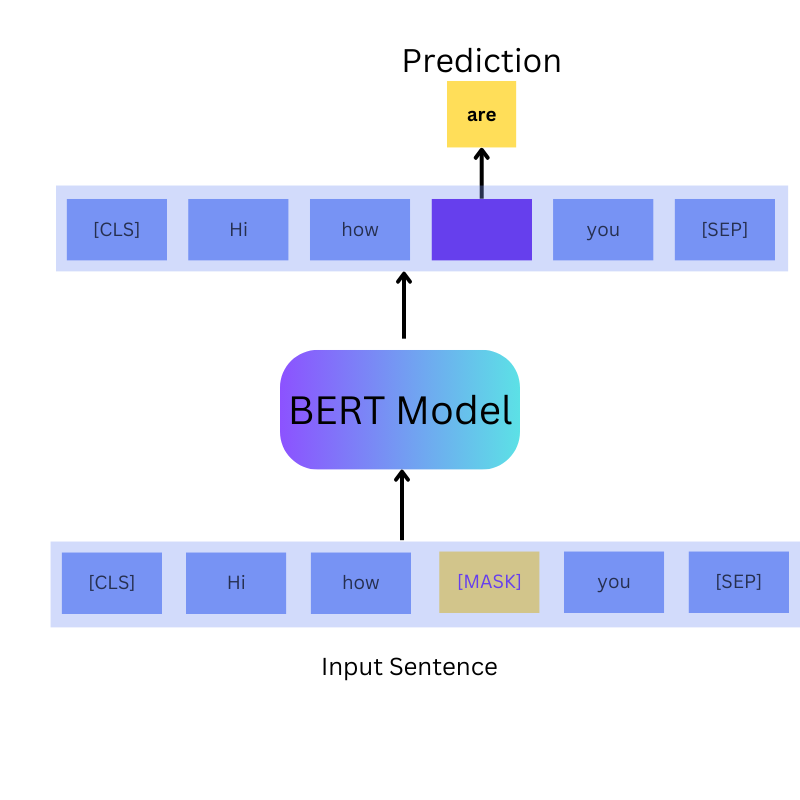 Prediction
are
[CLS] Hi how you [SEP]
BERT Model
[CLS] Hi how [MASK] you [SEP]
Input Sentence